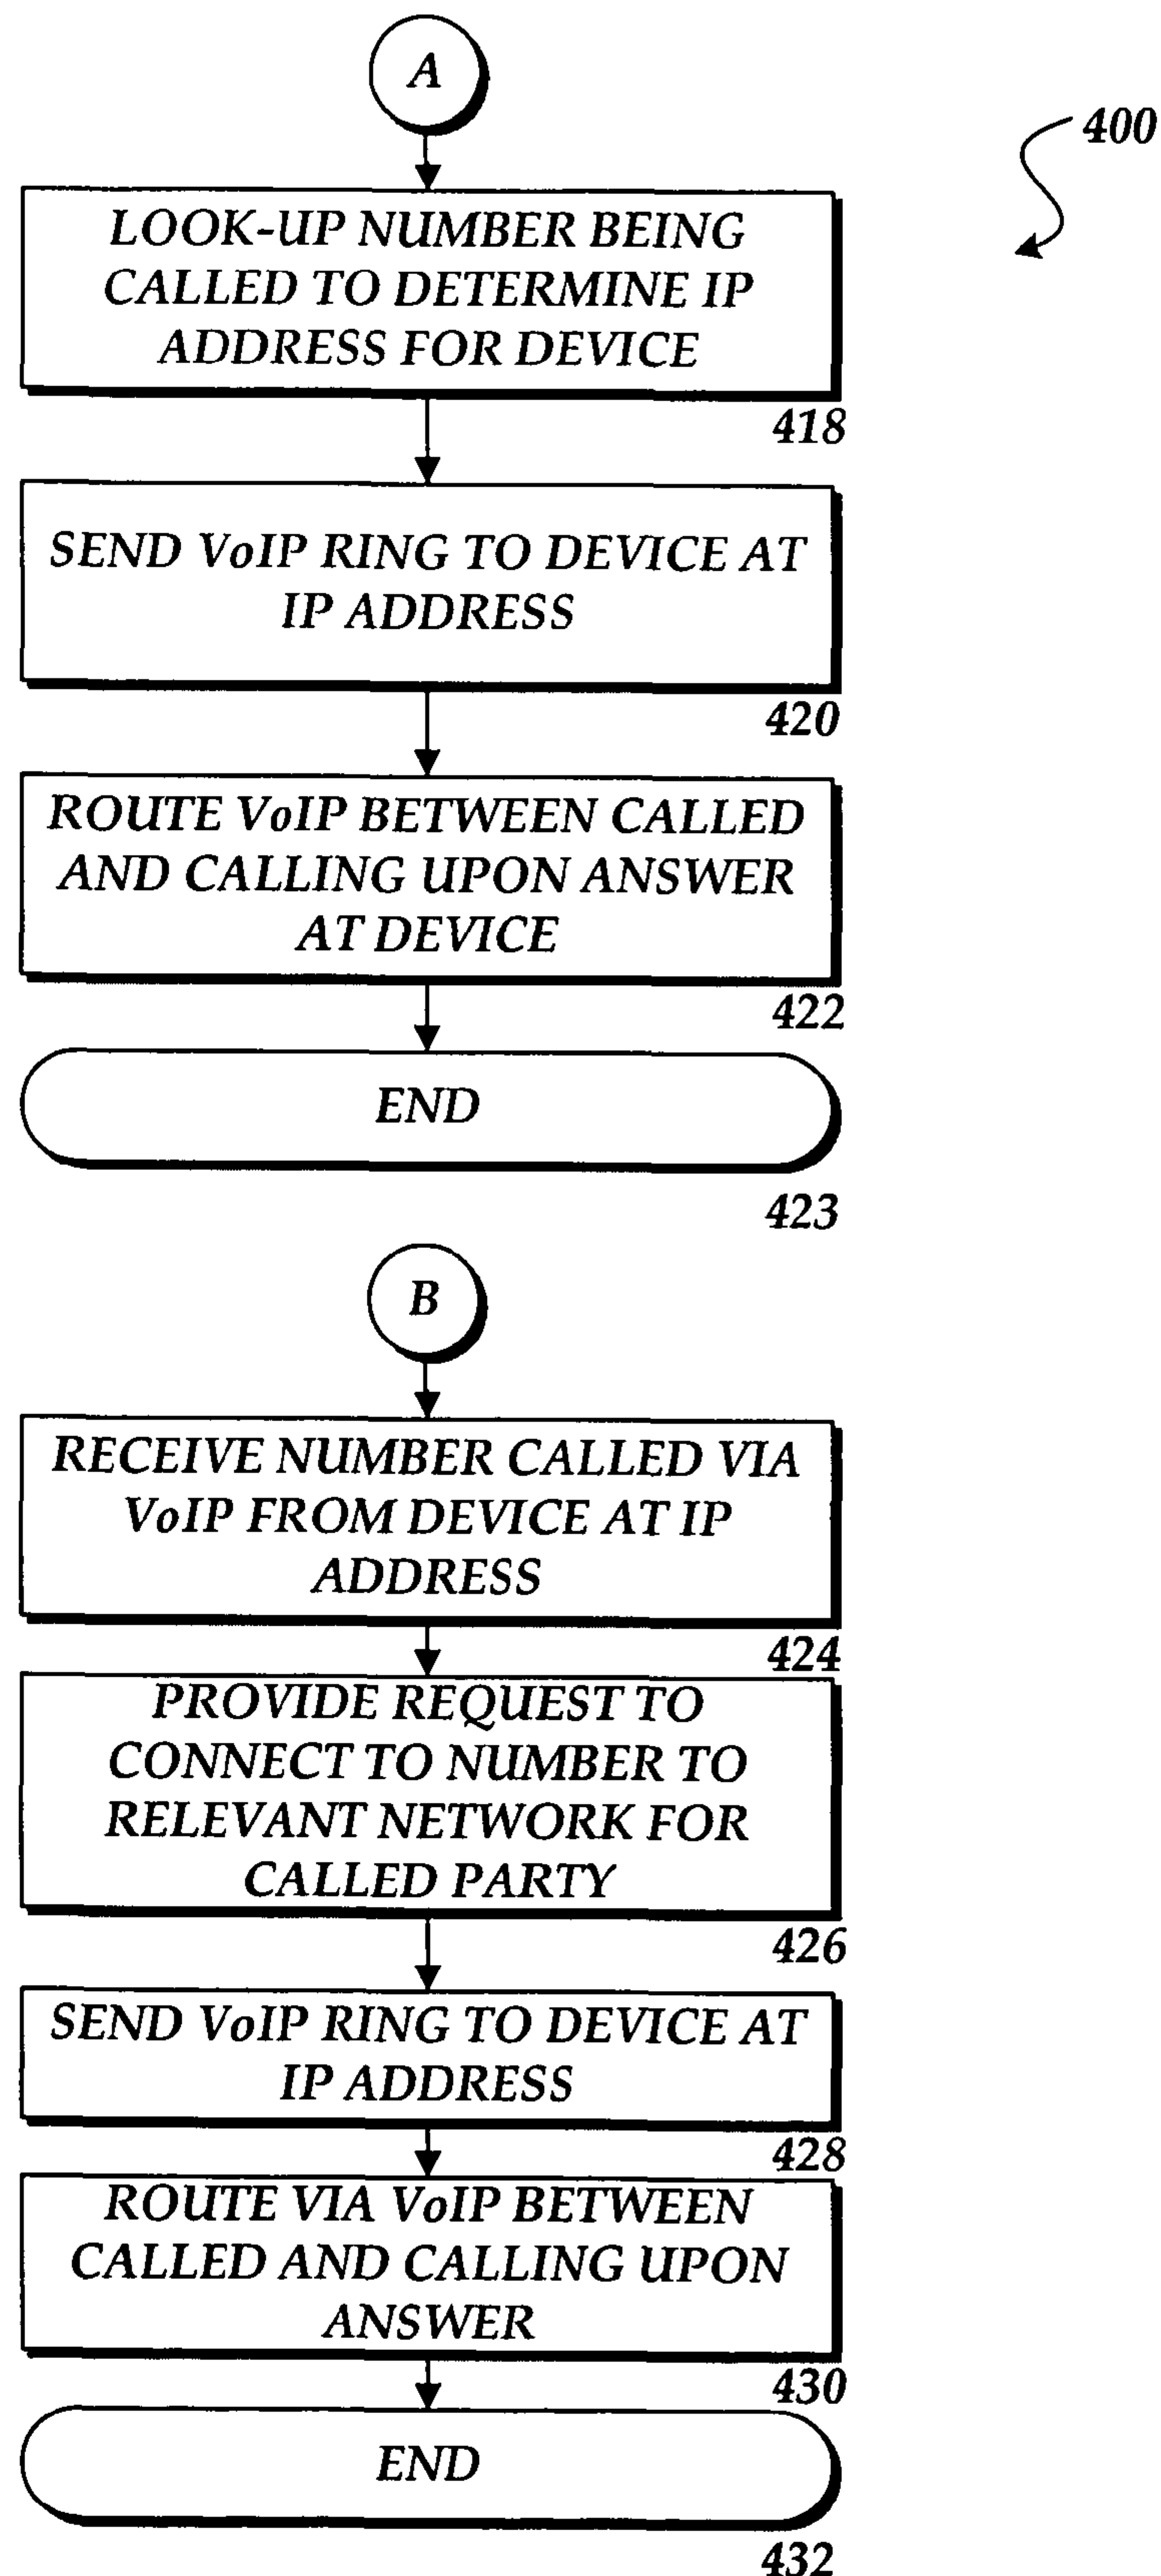 A
400
LOOK-UP NUMBER BEING
CALLED TO DETERMINE IP
ADDRESS FOR DEVICE
418
SEND VoIP RING TO DEVICE AT
IP ADDRESS
420
ROUTE VoIP BETWEEN CALLED
AND CALLING UPON ANSWER
AT DEVICE
422
END
423
B
RECEIVE NUMBER CALLED VIA
VoIP FROM DEVICE AT IP
ADDRESS
424
PROVIDE REQUEST TO
CONNECT TO NUMBER TO
RELEVANT NETWORK FOR
CALLED PARTY
426
SEND VoIP RING TO DEVICE AT
IP ADDRESS
428
ROUTE VIA VoIP BETWEEN
CALLED AND CALLING UPON
ANSWER
430
END
432